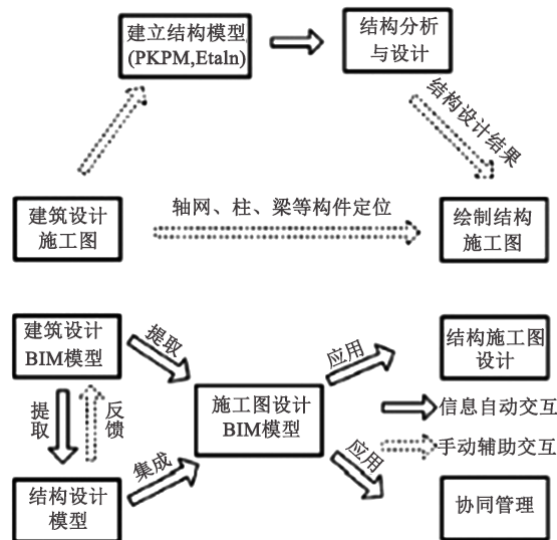 建立结构模型
(PKPM,Etaln)
结构分析
与设计
结构设计结果
建筑设计
施工图
轴网、柱、梁等构件定位
绘制结构
施工图
建筑设计
BIM模型
提取
应用
结构施工图
设计
提取
反馈
施工图设计
BIM模型
信息自动交互
手动辅助交互
结构设计
模型
集成
应用
协同管理